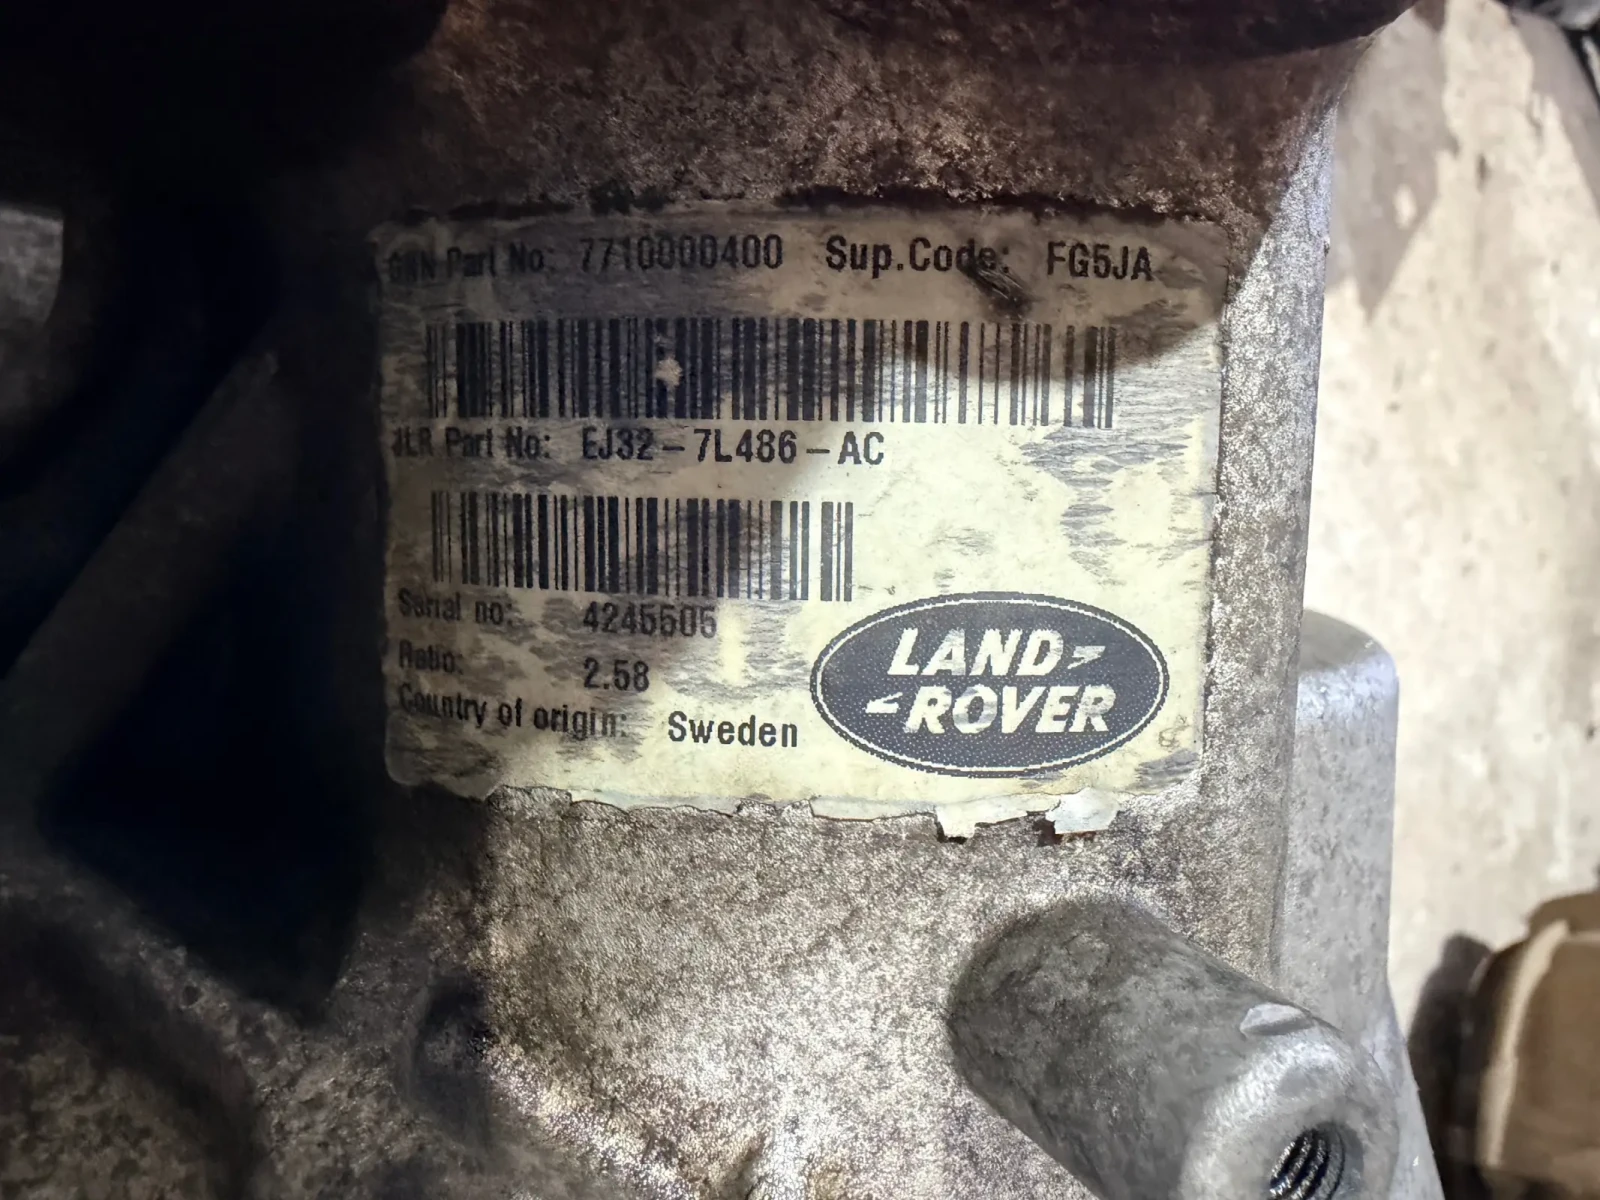 GKN Part No: 7710000400 Sup.Code: FG5JA
JLR Part No: EJ32-7L486-AC
Serial no: 4245505
Ratio: 2.58
Country of origin: Sweden
LAND-
-ROVER